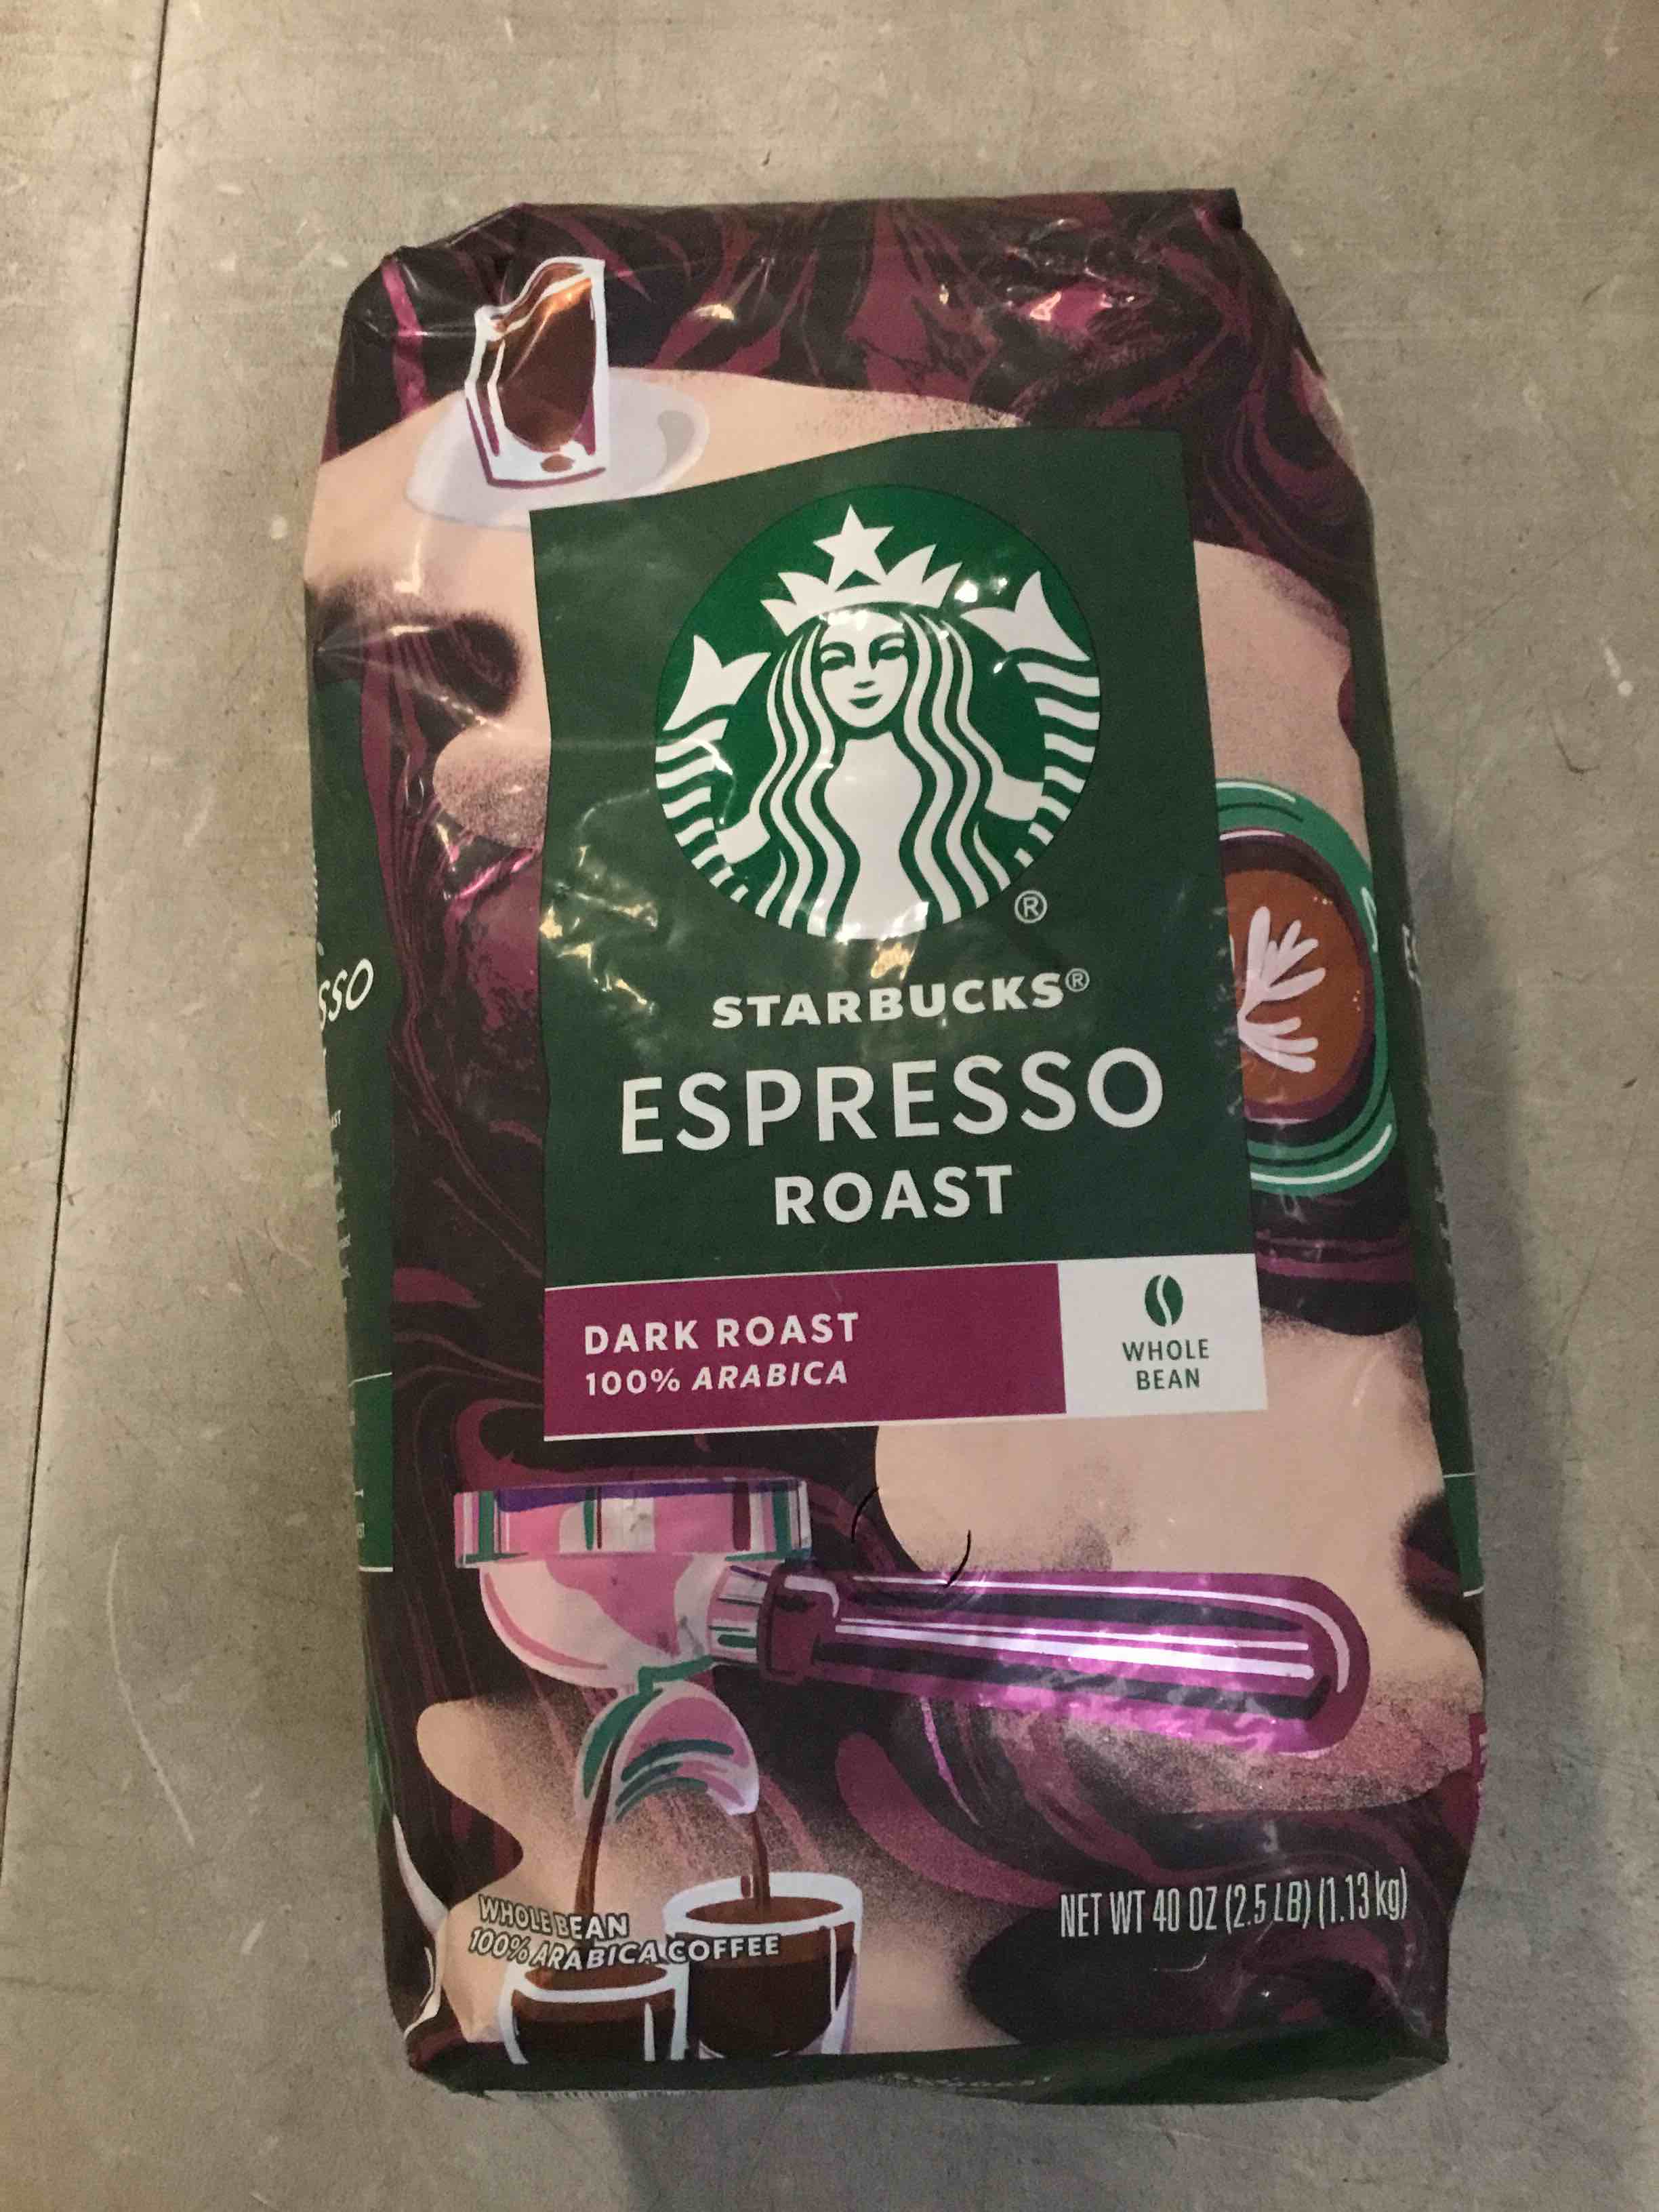 ®
STARBUCKS®
ESPRESSO
ROAST
DARK ROAST
100% ARABICA
WHOLE
BEAN
WHOLE BEAN
100% ARABICA COFFEE
NET WT 40 OZ (2.5 LB) (1.13 kg)
SSO